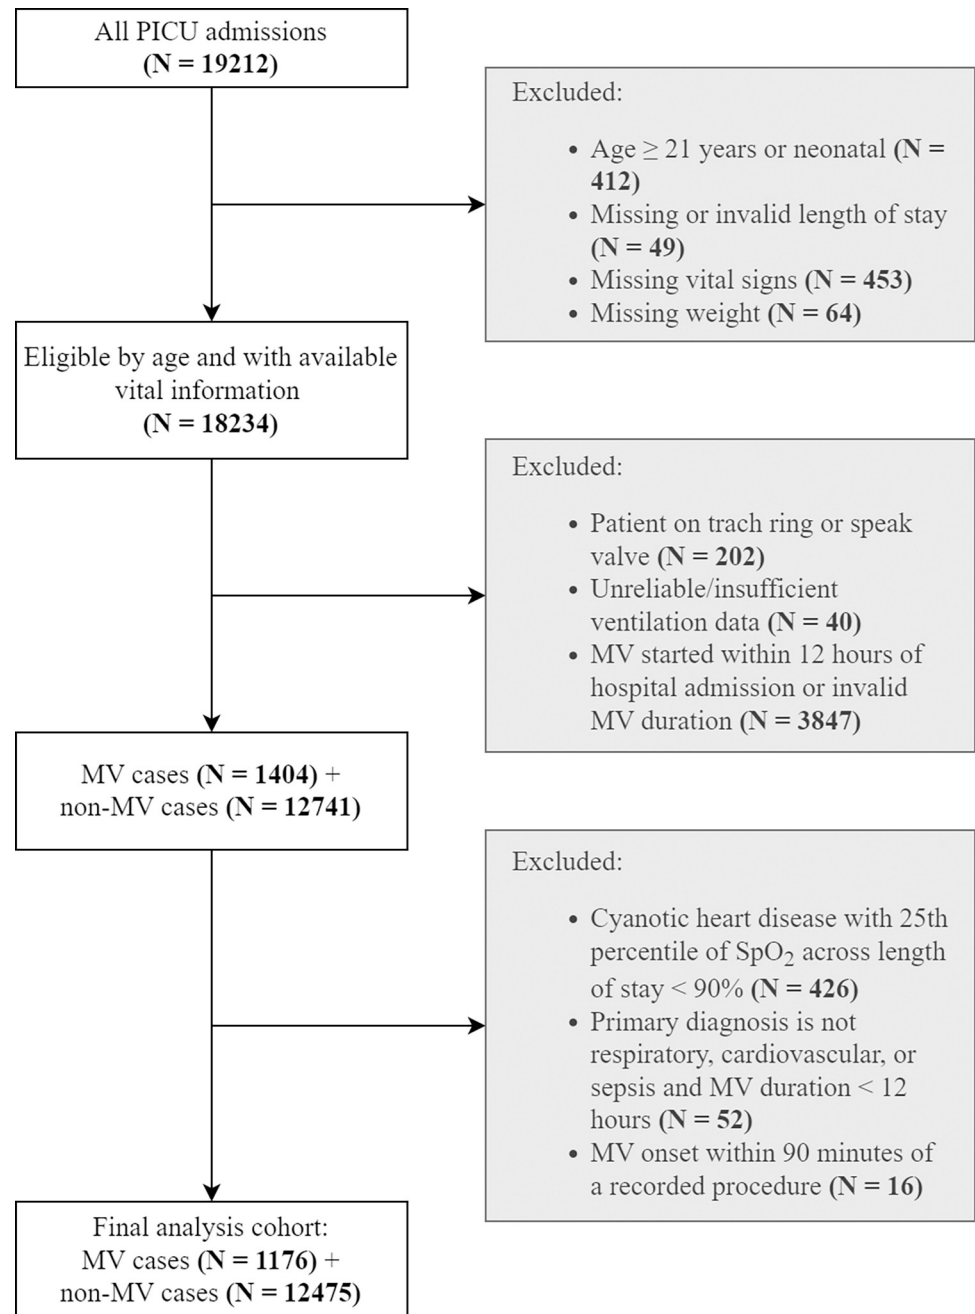 All PICU admissions
(N = 19212)
Excluded:
• Age ≥ 21 years or neonatal (N =
412)
• Missing or invalid length of stay
(N = 49)
• Missing vital signs (N = 453)
• Missing weight (N = 64)
Eligible by age and with available
vital information
(N = 18234)
Excluded:
• Patient on trach ring or speak
valve (N = 202)
• Unreliable/insufficient
ventilation data (N = 40)
• MV started within 12 hours of
hospital admission or invalid
MV duration (N = 3847)
MV cases (N = 1404) +
non-MV cases (N = 12741)
Excluded:
• Cyanotic heart disease with 25th
percentile of SpO₂ across length
of stay < 90% (N = 426)
• Primary diagnosis is not
respiratory, cardiovascular, or
sepsis and MV duration < 12
hours (N = 52)
• MV onset within 90 minutes of
a recorded procedure (N = 16)
Final analysis cohort:
MV cases (N = 1176) +
non-MV cases (N = 12475)